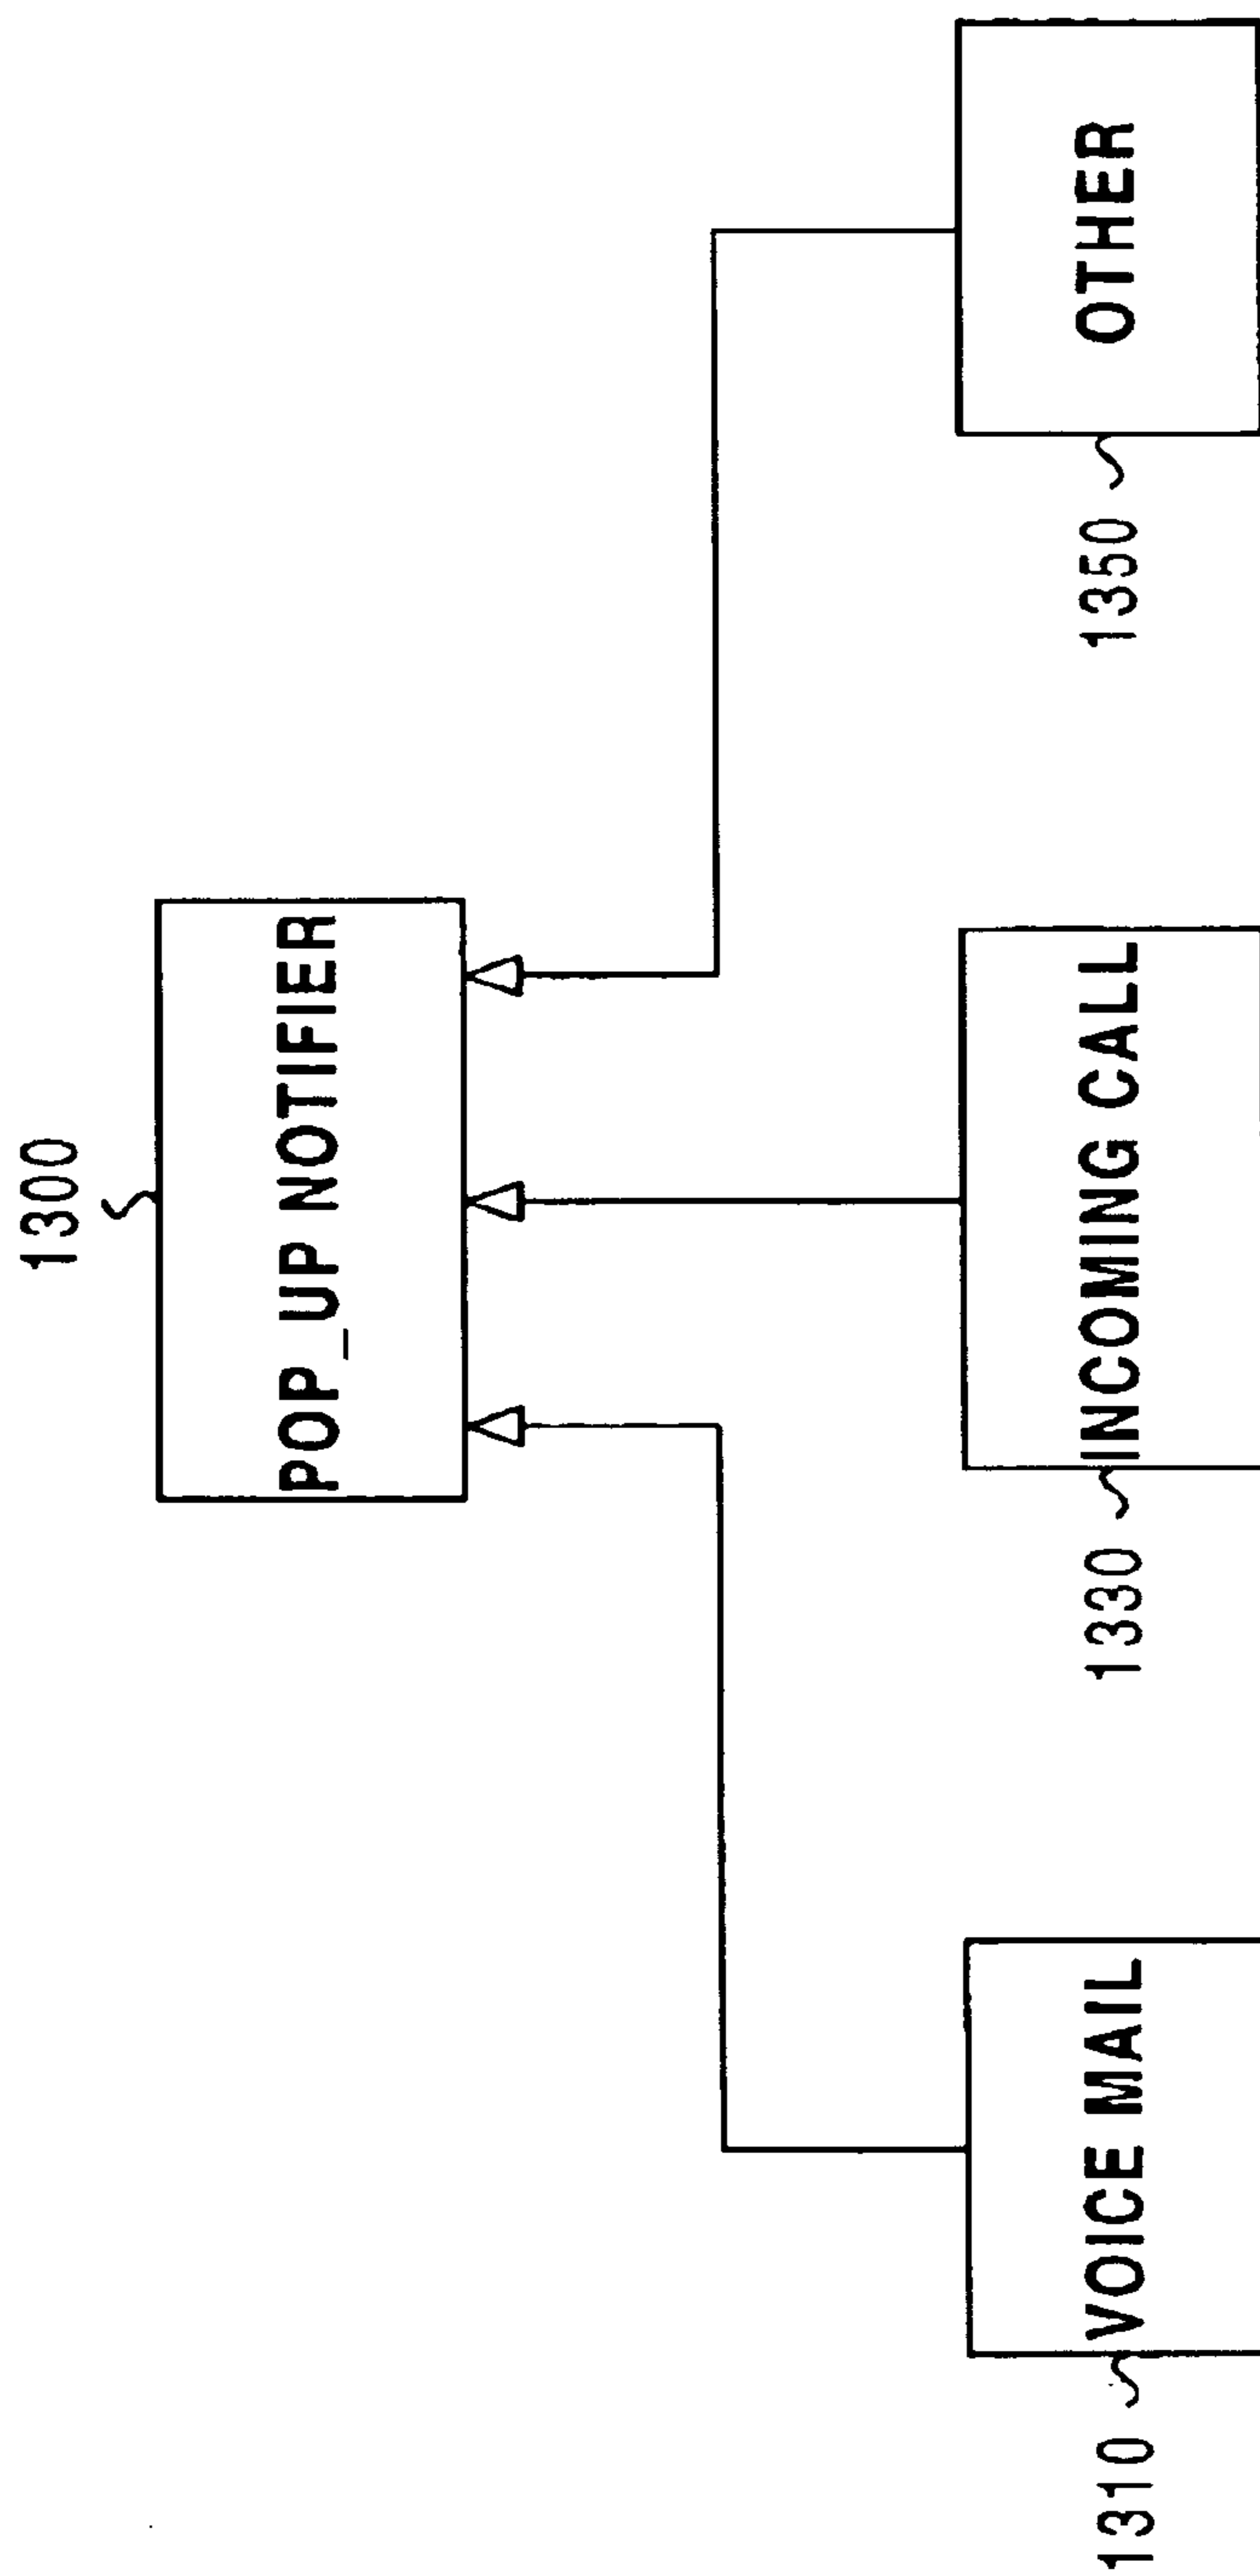 1300
POP_UP NOTIFIER
1310
VOICE MAIL
1330
INCOMING CALL
1350
OTHER